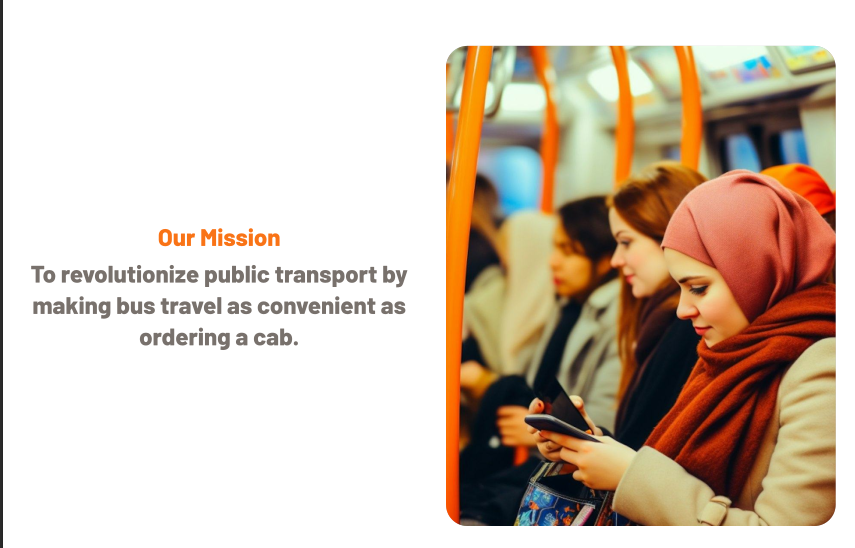 Our Mission
To revolutionize public transport by
making bus travel as convenient as
ordering a cab.